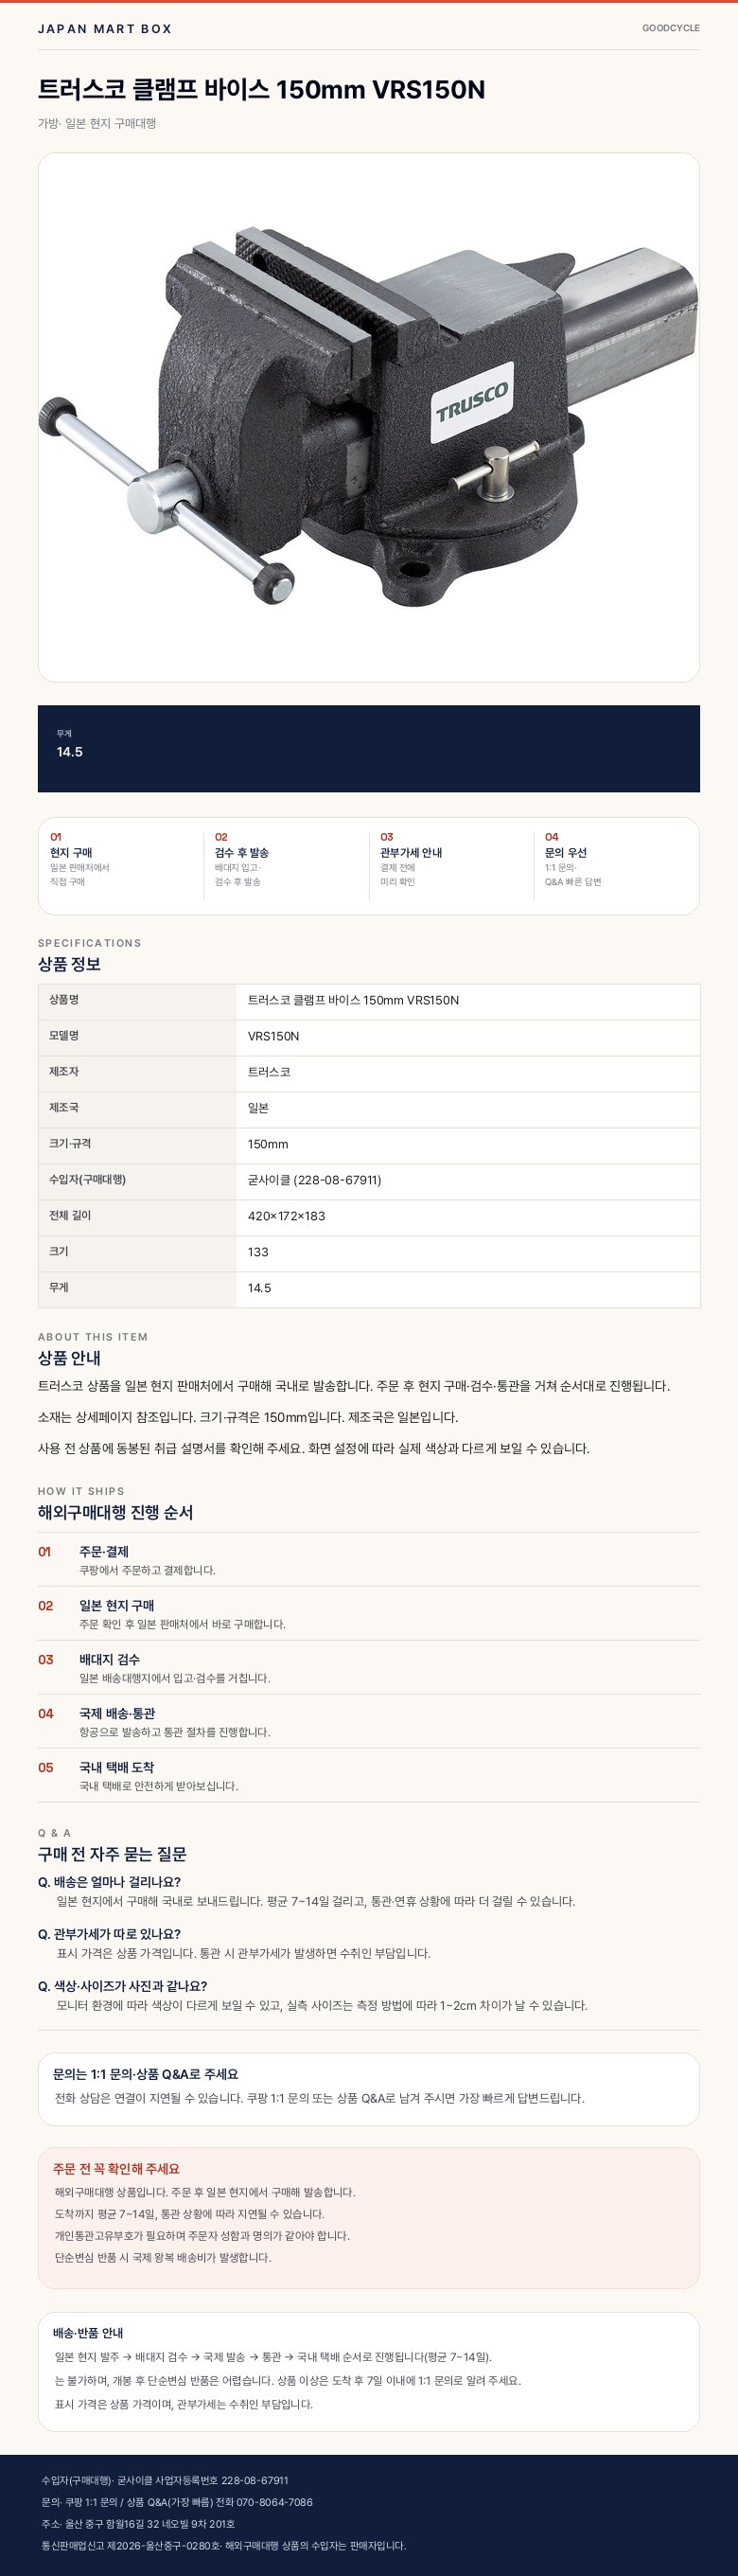 JAPAN MART BOX
GOODCYCLE
트러스코 클램프 바이스 150mm VRS150N
가방· 일본 현지 구매대행
TRUSCO
무게
14.5
01
현지 구매
일본 판매처에서
직접 구매
02
검수 후 발송
배대지 입고·
검수 후 발송
03
관부가세 안내
결제 전에
미리 확인
04
문의 우선
1:1 문의·
Q&A 빠른 답변
SPECIFICATIONS
상품 정보
상품명 트러스코 클램프 바이스 150mm VRS150N
모델명 VRS150N
제조자 트러스코
제조국 일본
크기·규격 150mm
수입자(구매대행) 굳사이클 (228-08-67911)
전체 길이 420×172×183
크기 133
무게 14.5
ABOUT THIS ITEM
상품 안내
트러스코 상품을 일본 현지 판매처에서 구매해 국내로 발송합니다. 주문 후 현지 구매·검수·통관을 거쳐 순서대로 진행됩니다.
소재는 상세페이지 참조입니다. 크기·규격은 150mm입니다. 제조국은 일본입니다.
사용 전 상품에 동봉된 취급 설명서를 확인해 주세요. 화면 설정에 따라 실제 색상과 다르게 보일 수 있습니다.
HOW IT SHIPS
해외구매대행 진행 순서
01 주문·결제
쿠팡에서 주문하고 결제합니다.
02 일본 현지 구매
주문 확인 후 일본 판매처에서 바로 구매합니다.
03 배대지 검수
일본 배송대행지에서 입고·검수를 거칩니다.
04 국제 배송·통관
항공으로 발송하고 통관 절차를 진행합니다.
05 국내 택배 도착
국내 택배로 안전하게 받아보십니다.
Q & A
구매 전 자주 묻는 질문
Q. 배송은 얼마나 걸리나요?
일본 현지에서 구매해 국내로 보내드립니다. 평균 7~14일 걸리고, 통관·연휴 상황에 따라 더 걸릴 수 있습니다.
Q. 관부가세가 따로 있나요?
표시 가격은 상품 가격입니다. 통관 시 관부가세가 발생하면 수취인 부담입니다.
Q. 색상·사이즈가 사진과 같나요?
모니터 환경에 따라 색상이 다르게 보일 수 있고, 실측 사이즈는 측정 방법에 따라 1~2cm 차이가 날 수 있습니다.
문의는 1:1 문의·상품 Q&A로 주세요
전화 상담은 연결이 지연될 수 있습니다. 쿠팡 1:1 문의 또는 상품 Q&A로 남겨 주시면 가장 빠르게 답변드립니다.
주문 전 꼭 확인해 주세요
해외구매대행 상품입니다. 주문 후 일본 현지에서 구매해 발송합니다.
도착까지 평균 7~14일, 통관 상황에 따라 지연될 수 있습니다.
개인통관고유부호가 필요하며 주문자 성함과 명의가 같아야 합니다.
단순변심 반품 시 국제 왕복 배송비가 발생합니다.
배송·반품 안내
일본 현지 발주 → 배대지 검수 → 국제 발송 → 통관 → 국내 택배 순서로 진행됩니다(평균 7~14일).
는 불가하며, 개봉 후 단순변심 반품은 어렵습니다. 상품 이상은 도착 후 7일 이내에 1:1 문의로 알려 주세요.
표시 가격은 상품 가격이며, 관부가세는 수취인 부담입니다.
수입자(구매대행)· 굳사이클 사업자등록번호 228-08-67911
문의· 쿠팡 1:1 문의 / 상품 Q&A(가장 빠름) 전화 070-8064-7086
주소· 울산 중구 함월16길 32 네오빌 9차 201호
통신판매업신고 제2026-울산중구-0280호· 해외구매대행 상품의 수입자는 판매자입니다.